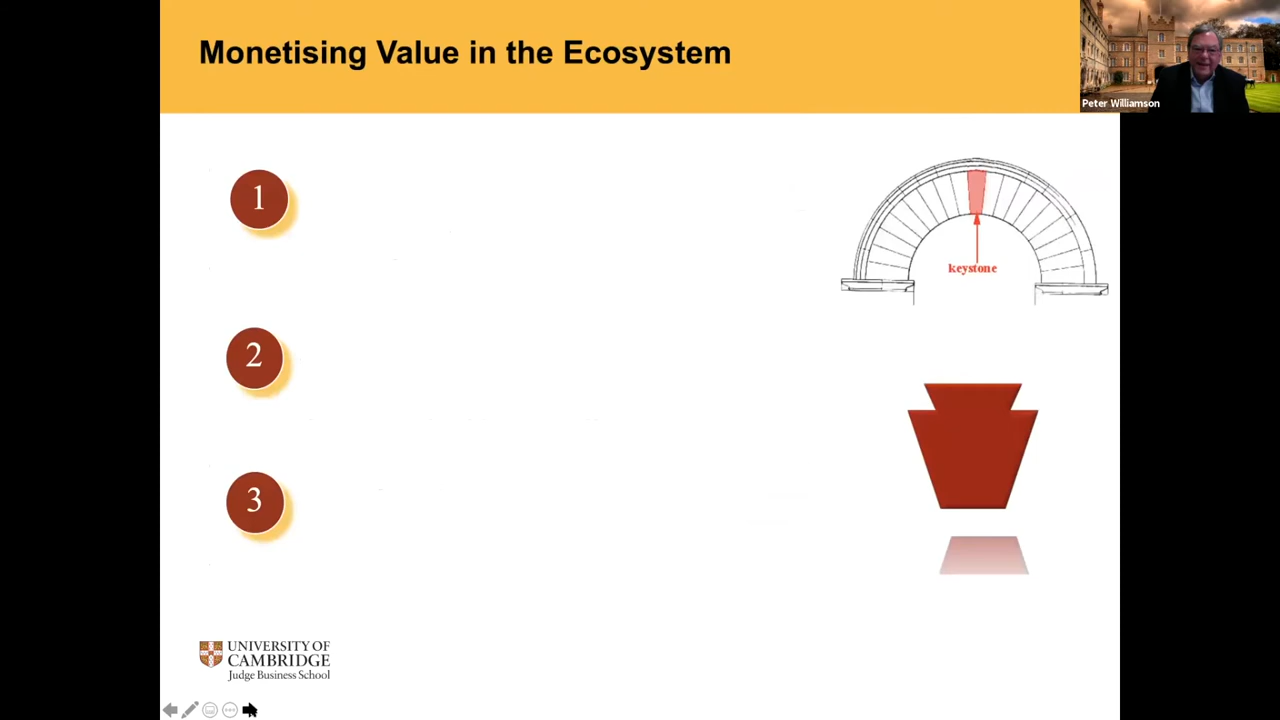 Monetising Value in the Ecosystem
Peter Williamson
1
keystone
2
3
UNIVERSITY OF
CAMBRIDGE
Judge Business School